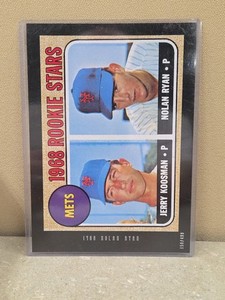 1968 ROOKIE STARS
METS
JERRY KOOSMAN • P
NOLAN RYAN • P